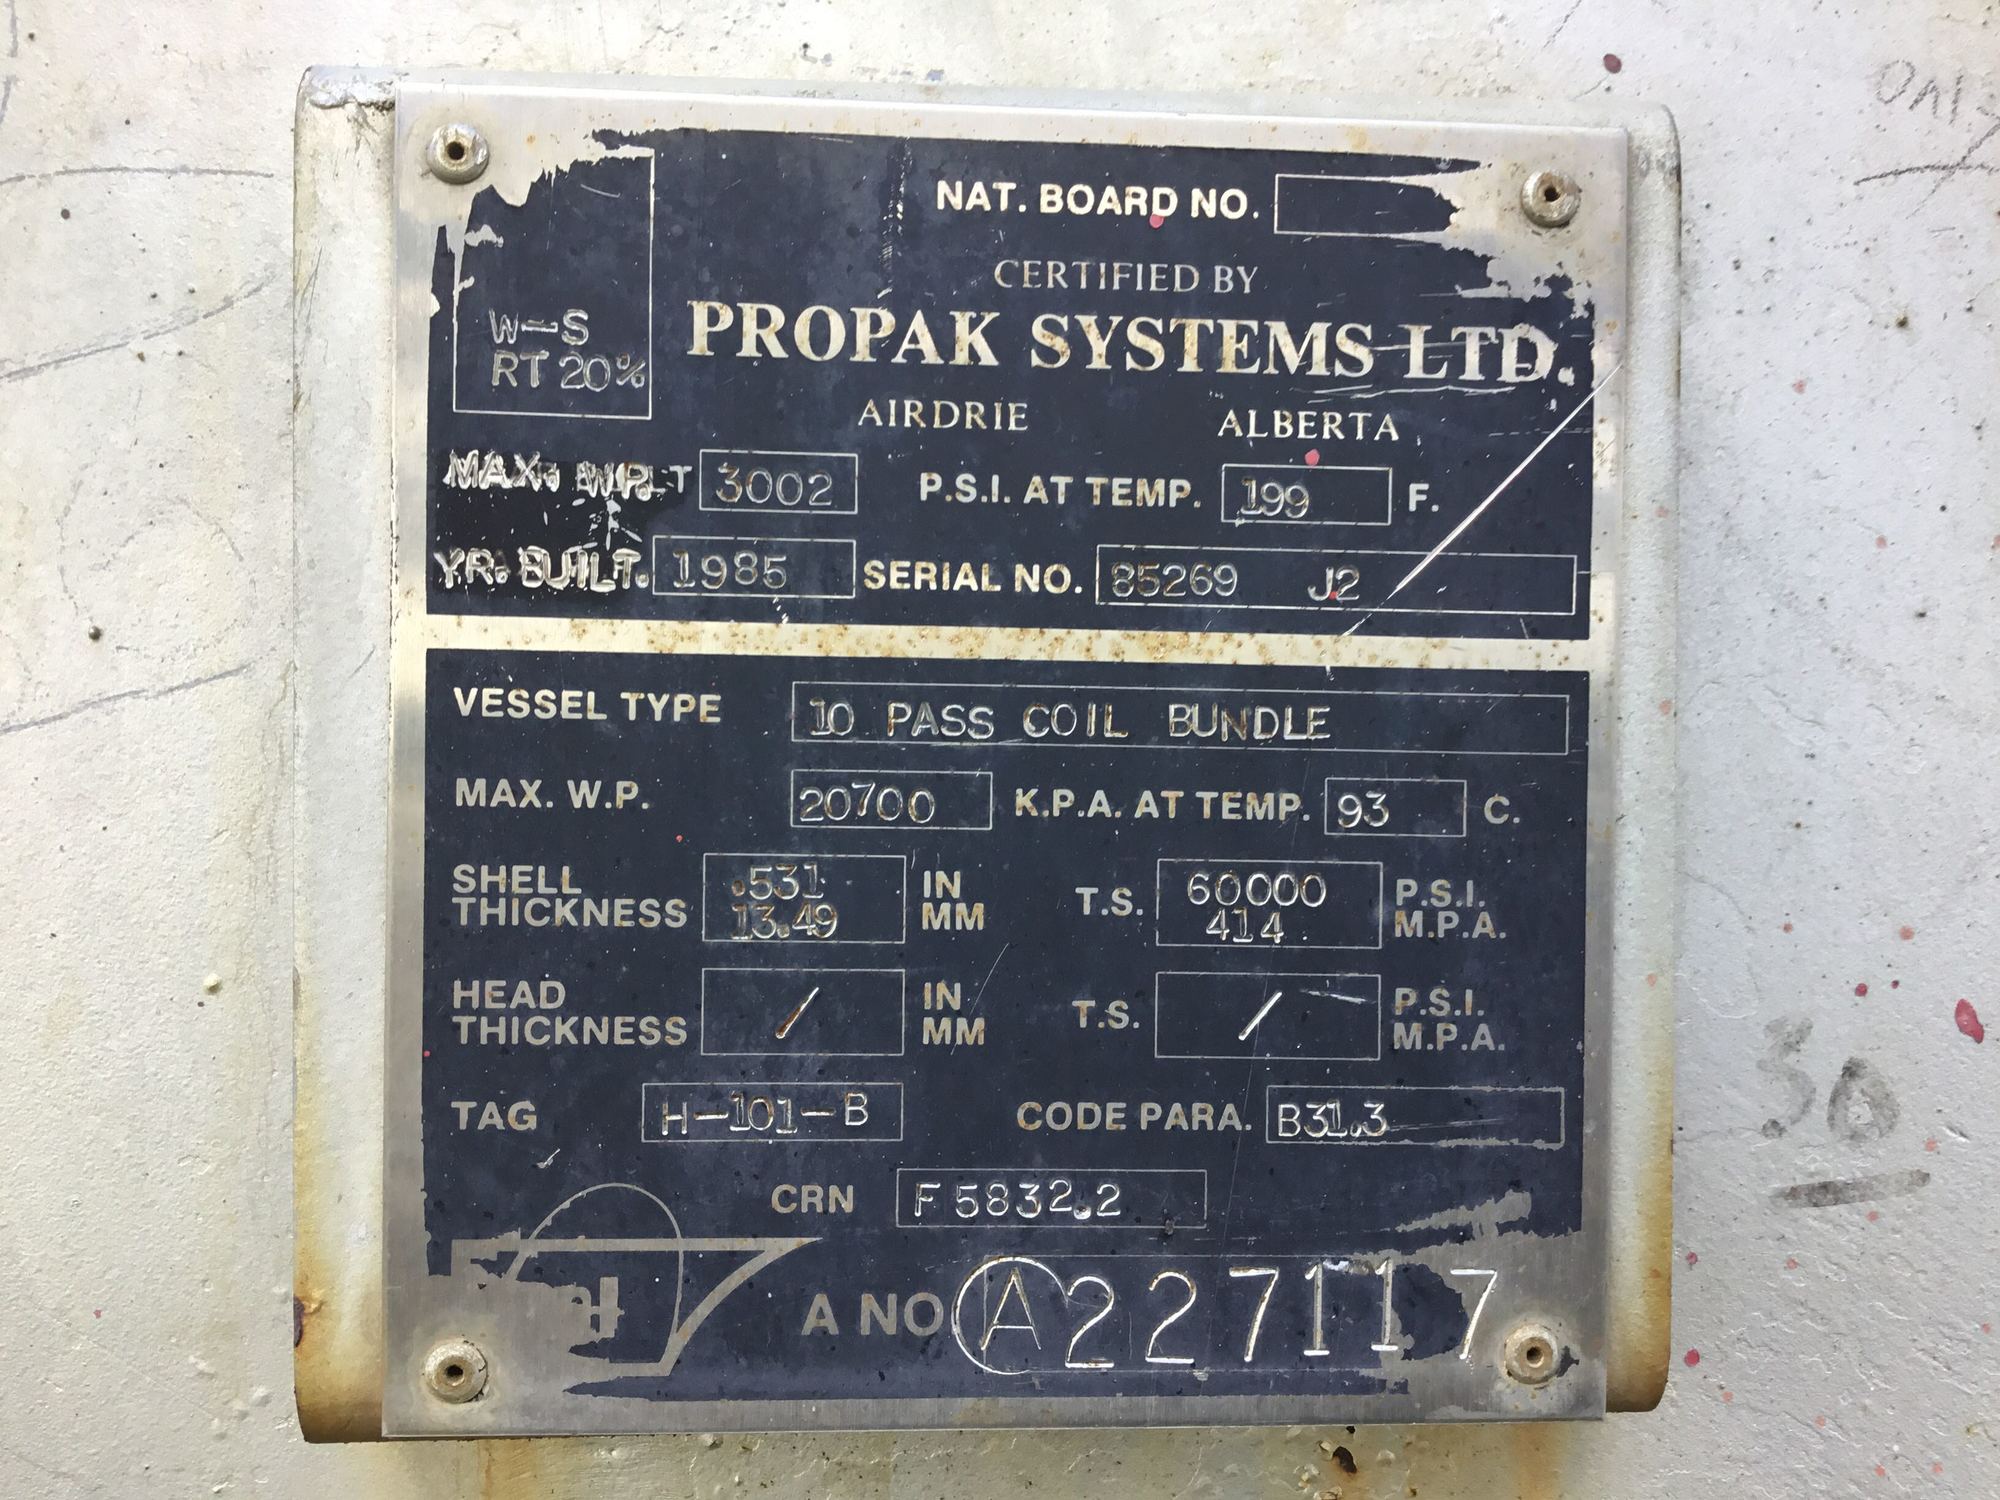 NAT. BOARD NO.
CERTIFIED BY
PROPAK SYSTEMS LTD.
W-S
RT 20%
AIRDRIE ALBERTA
MAX. W.P. 3002 P.S.I. AT TEMP. 199 F.
YR. BUILT. 1985 SERIAL NO. 85269 J2
VESSEL TYPE 10 PASS COIL BUNDLE
MAX. W.P. 20700 K.P.A. AT TEMP. 93 C.
SHELL THICKNESS .531 IN T.S. 60000 P.S.I.
13.49 MM 414 M.P.A.
HEAD THICKNESS / IN MM T.S. / P.S.I. M.P.A.
TAG H-101-B CODE PARA. B31.3
CRN F5832.2
A NO A227117
30